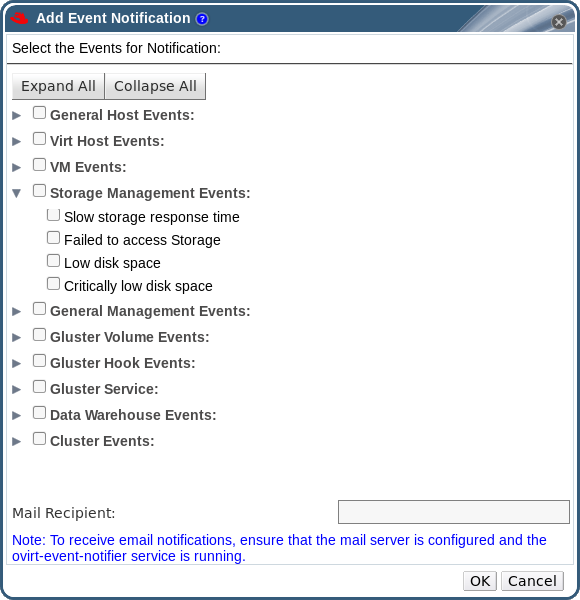 Add Event Notification ?
Select the Events for Notification:
Expand All Collapse All
General Host Events:
Virt Host Events:
VM Events:
Storage Management Events:
Slow storage response time
Failed to access Storage
Low disk space
Critically low disk space
General Management Events:
Gluster Volume Events:
Gluster Hook Events:
Gluster Service:
Data Warehouse Events:
Cluster Events:
Mail Recipient:
Note: To receive email notifications, ensure that the mail server is configured and the
ovirt-event-notifier service is running.
OK Cancel